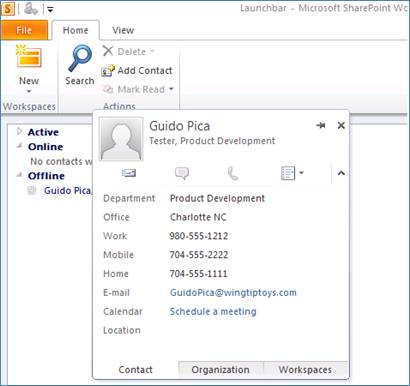 Launchbar - Microsoft SharePoint Wo
File Home View
New
Search
Delete
Add Contact
Mark Read
Workspaces Actions
Active
Online
No contacts w
Offline
Guido Pica,
Guido Pica
Tester, Product Development
Department Product Development
Office Charlotte NC
Work 980-555-1212
Mobile 704-555-2222
Home 704-555-1111
E-mail GuidoPica@wingtiptoys.com
Calendar Schedule a meeting
Location
Contact Organization Workspaces